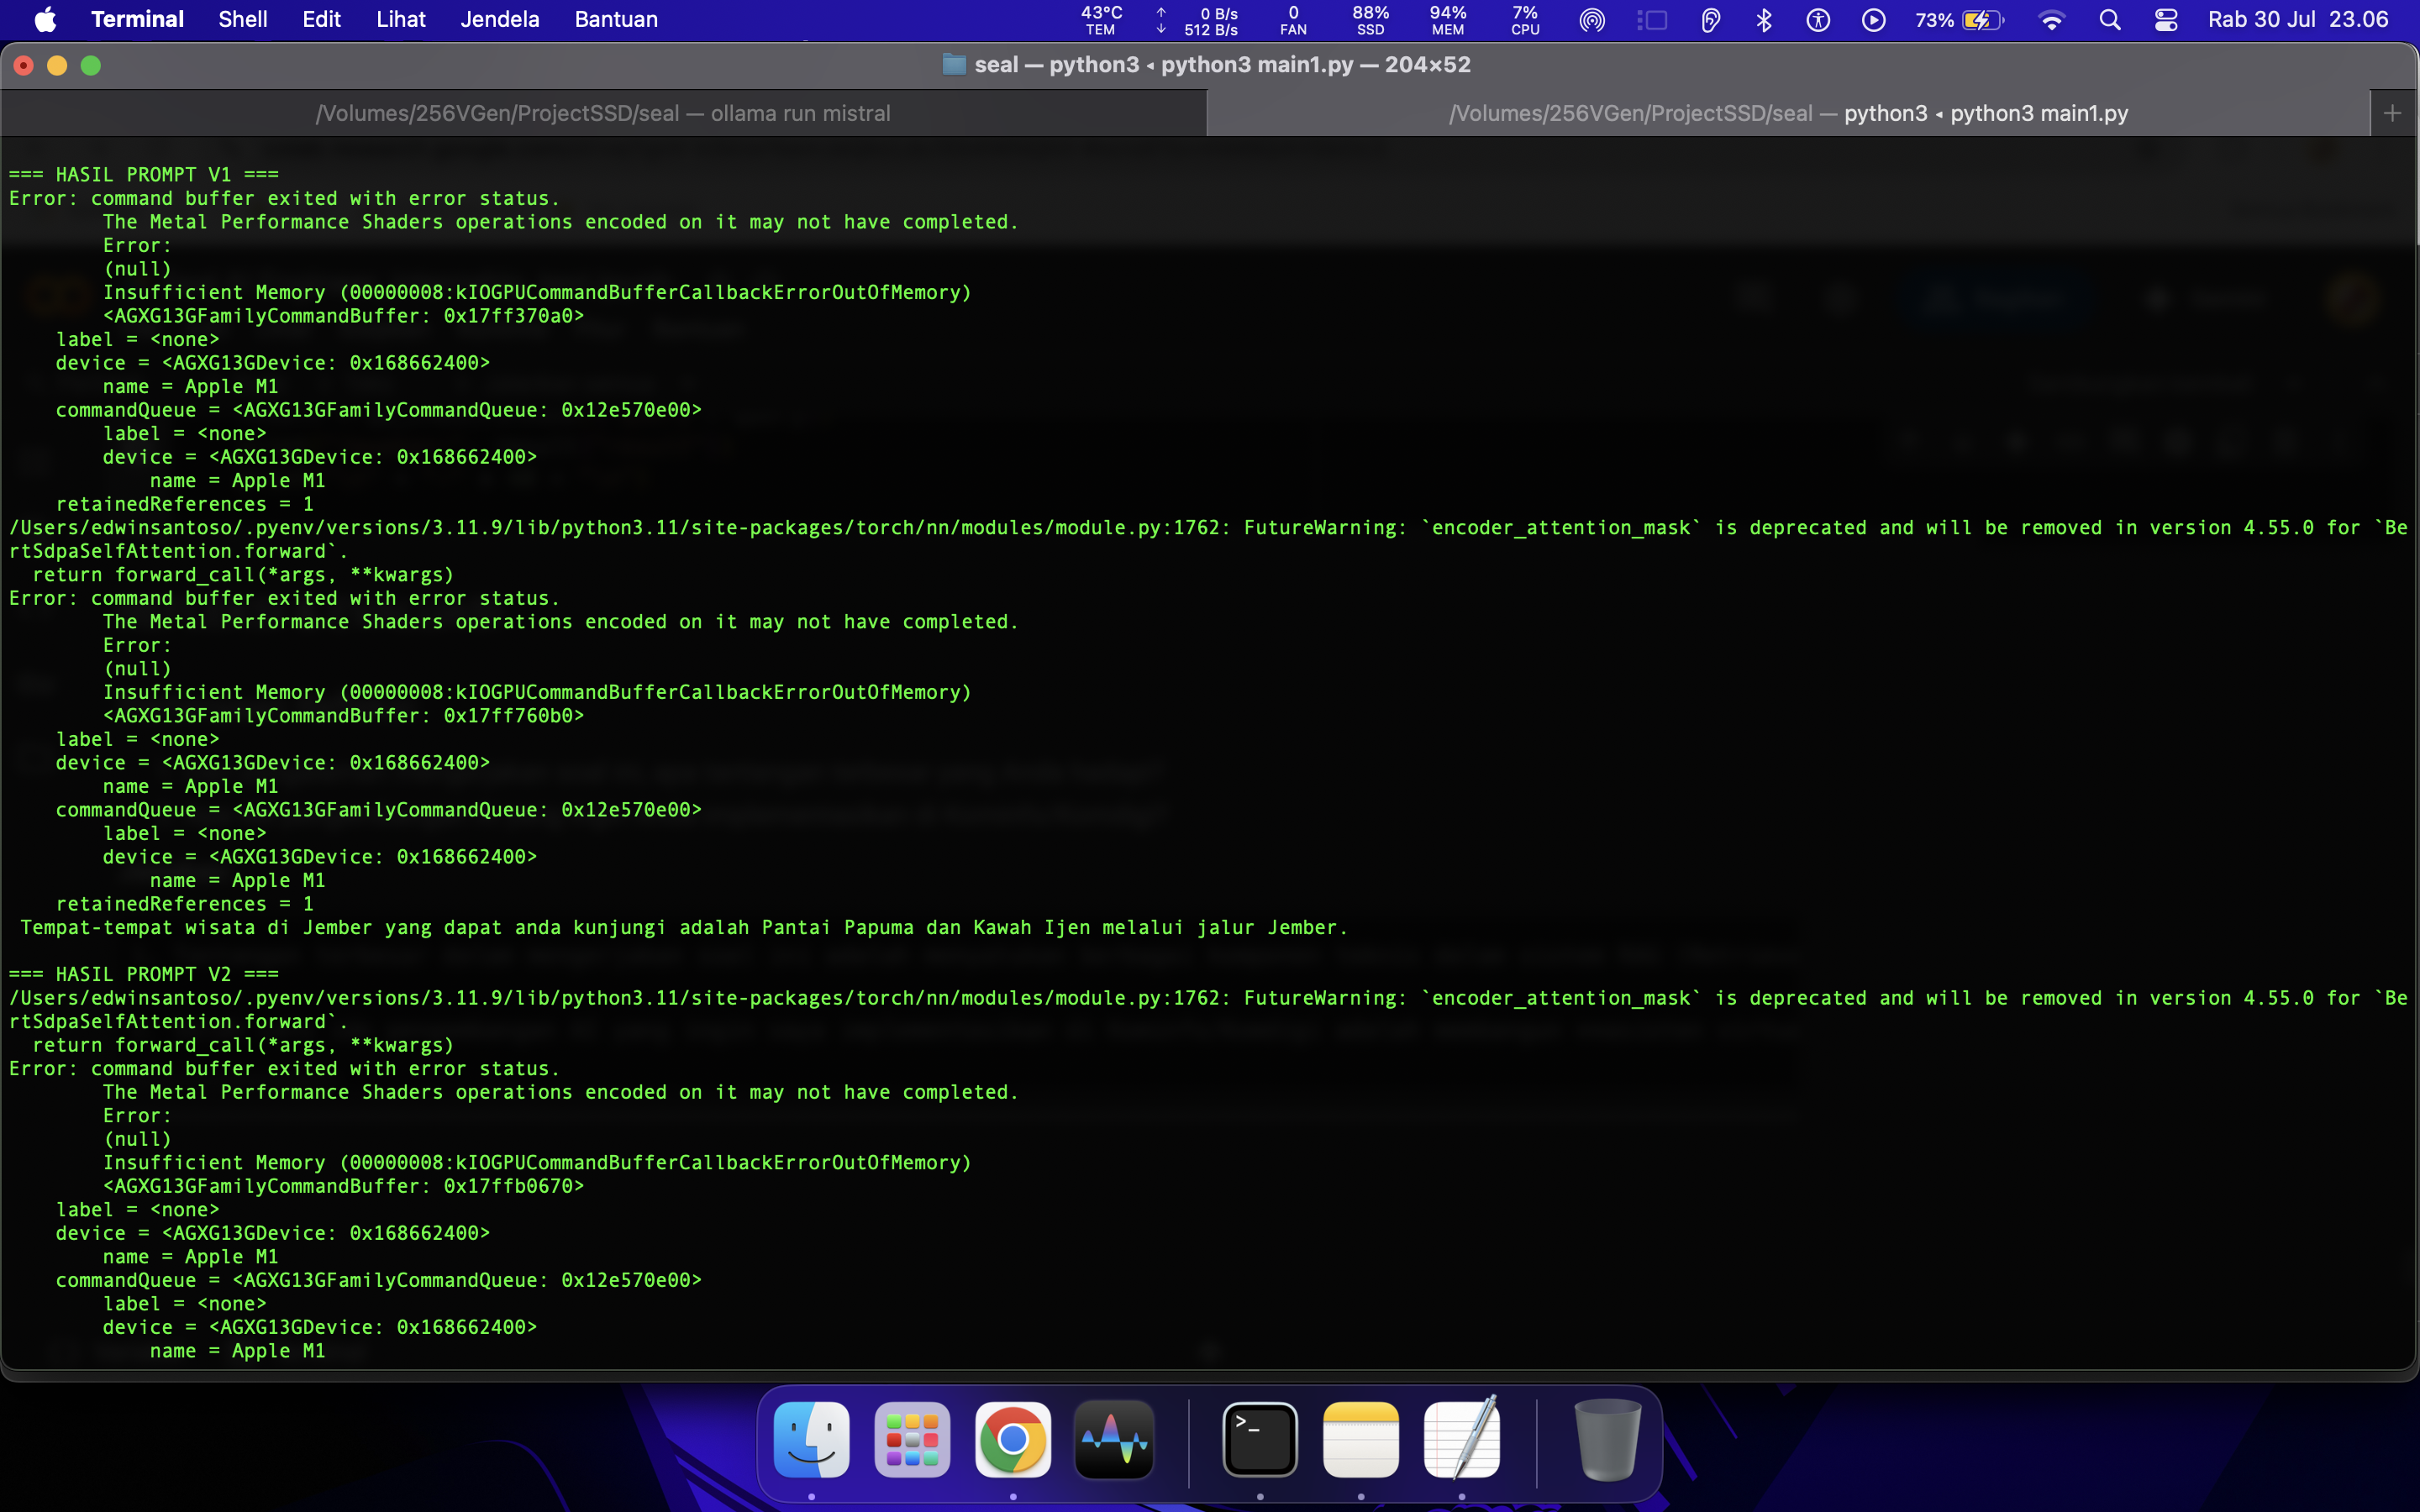 Terminal Shell Edit Lihat Jendela Bantuan 43°C TEM ↑ 0 B/s ↓ 512 B/s 0 FAN 88% SSD 94% MEM 7% CPU 73% Rab 30 Jul 23.06
seal — python3 ◂ python3 main1.py — 204×52
/Volumes/256VGen/ProjectSSD/seal — ollama run mistral
/Volumes/256VGen/ProjectSSD/seal — python3 ◂ python3 main1.py
=== HASIL PROMPT V1 ===
Error: command buffer exited with error status.
The Metal Performance Shaders operations encoded on it may not have completed.
Error:
(null)
Insufficient Memory (00000008:kIOGPUCommandBufferCallbackErrorOutOfMemory)
<AGXG13GFamilyCommandBuffer: 0x17ff370a0>
label = <none>
device = <AGXG13GDevice: 0x168662400>
name = Apple M1
commandQueue = <AGXG13GFamilyCommandQueue: 0x12e570e00>
label = <none>
device = <AGXG13GDevice: 0x168662400>
name = Apple M1
retainedReferences = 1
/Users/edwinsantoso/.pyenv/versions/3.11.9/lib/python3.11/site-packages/torch/nn/modules/module.py:1762: FutureWarning: `encoder_attention_mask` is deprecated and will be removed in version 4.55.0 for `Be
rtSdpaSelfAttention.forward`.
return forward_call(*args, **kwargs)
Error: command buffer exited with error status.
The Metal Performance Shaders operations encoded on it may not have completed.
Error:
(null)
Insufficient Memory (00000008:kIOGPUCommandBufferCallbackErrorOutOfMemory)
<AGXG13GFamilyCommandBuffer: 0x17ff760b0>
label = <none>
device = <AGXG13GDevice: 0x168662400>
name = Apple M1
commandQueue = <AGXG13GFamilyCommandQueue: 0x12e570e00>
label = <none>
device = <AGXG13GDevice: 0x168662400>
name = Apple M1
retainedReferences = 1
Tempat-tempat wisata di Jember yang dapat anda kunjungi adalah Pantai Papuma dan Kawah Ijen melalui jalur Jember.
=== HASIL PROMPT V2 ===
/Users/edwinsantoso/.pyenv/versions/3.11.9/lib/python3.11/site-packages/torch/nn/modules/module.py:1762: FutureWarning: `encoder_attention_mask` is deprecated and will be removed in version 4.55.0 for `Be
rtSdpaSelfAttention.forward`.
return forward_call(*args, **kwargs)
Error: command buffer exited with error status.
The Metal Performance Shaders operations encoded on it may not have completed.
Error:
(null)
Insufficient Memory (00000008:kIOGPUCommandBufferCallbackErrorOutOfMemory)
<AGXG13GFamilyCommandBuffer: 0x17ffb0670>
label = <none>
device = <AGXG13GDevice: 0x168662400>
name = Apple M1
commandQueue = <AGXG13GFamilyCommandQueue: 0x12e570e00>
label = <none>
device = <AGXG13GDevice: 0x168662400>
name = Apple M1